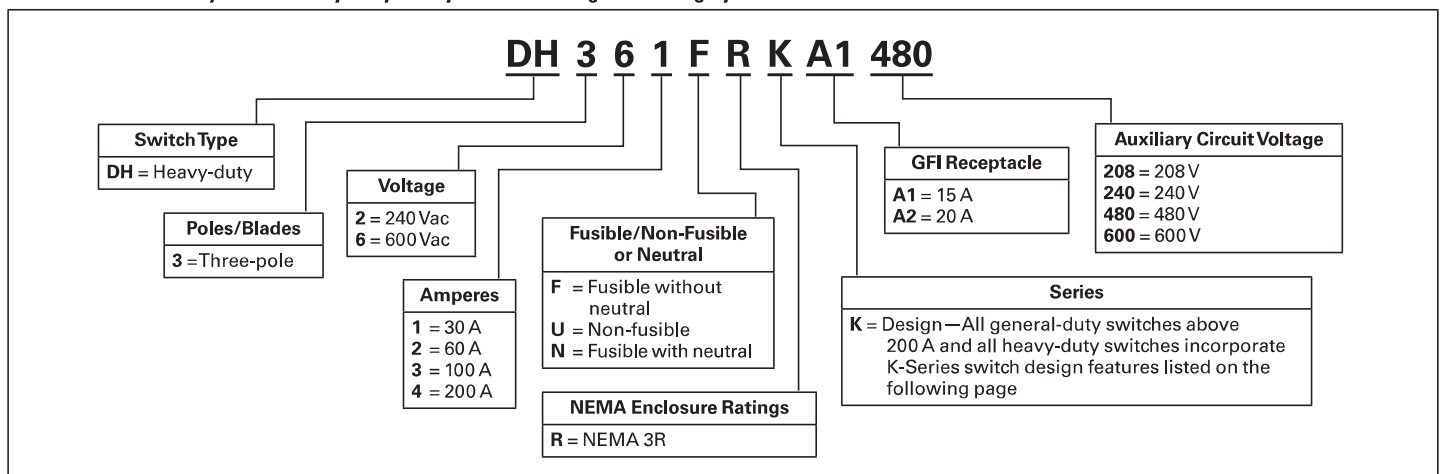 DH 3 6 1 F R K A1 480
Switch Type
DH = Heavy-duty
Poles/Blades
3 = Three-pole
Voltage
2 = 240 Vac
6 = 600 Vac
Amperes
1 = 30 A
2 = 60 A
3 = 100 A
4 = 200 A
Fusible/Non-Fusible
or Neutral
F = Fusible without
neutral
U = Non-fusible
N = Fusible with neutral
NEMA Enclosure Ratings
R = NEMA 3R
GFI Receptacle
A1 = 15 A
A2 = 20 A
Series
K = Design—All general-duty switches above
200 A and all heavy-duty switches incorporate
K-Series switch design features listed on the
following page
Auxiliary Circuit Voltage
208 = 208 V
240 = 240 V
480 = 480 V
600 = 600 V